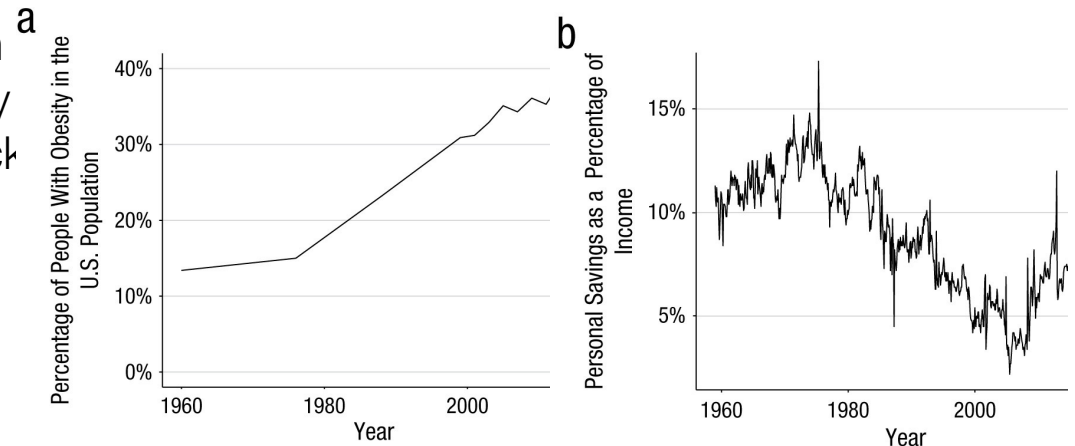 a
Percentage of People With Obesity in the
U.S. Population
40%
30%
20%
10%
0%
1960
1980
2000
Year
b
Personal Savings as a Percentage of
Income
15%
10%
5%
1960
1980
2000
Year